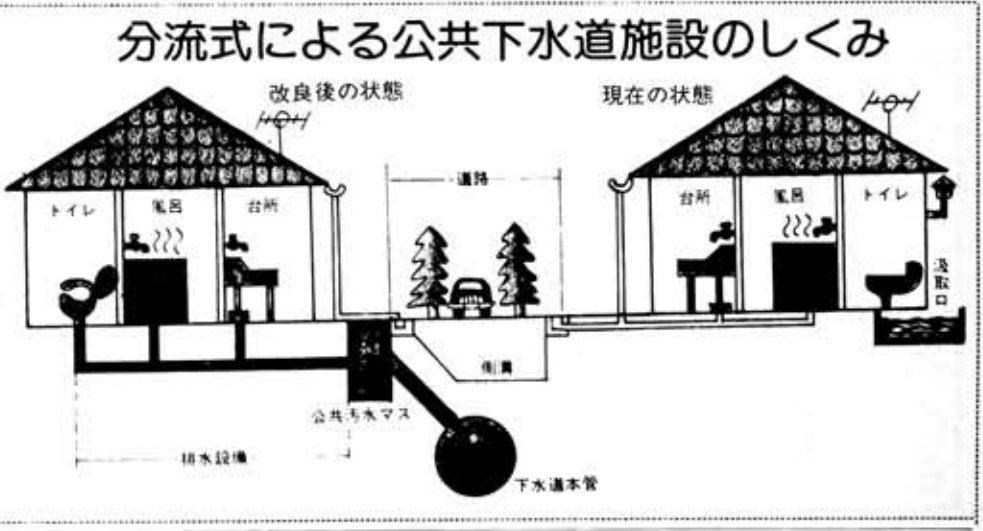 分流式による公共下水道施設のしくみ
改良後の状態
現在の状態
道路
トイレ
風呂
台所
台所
風呂
トイレ
汲取口
側溝
公共汚水マス
排水設備
下水道本管